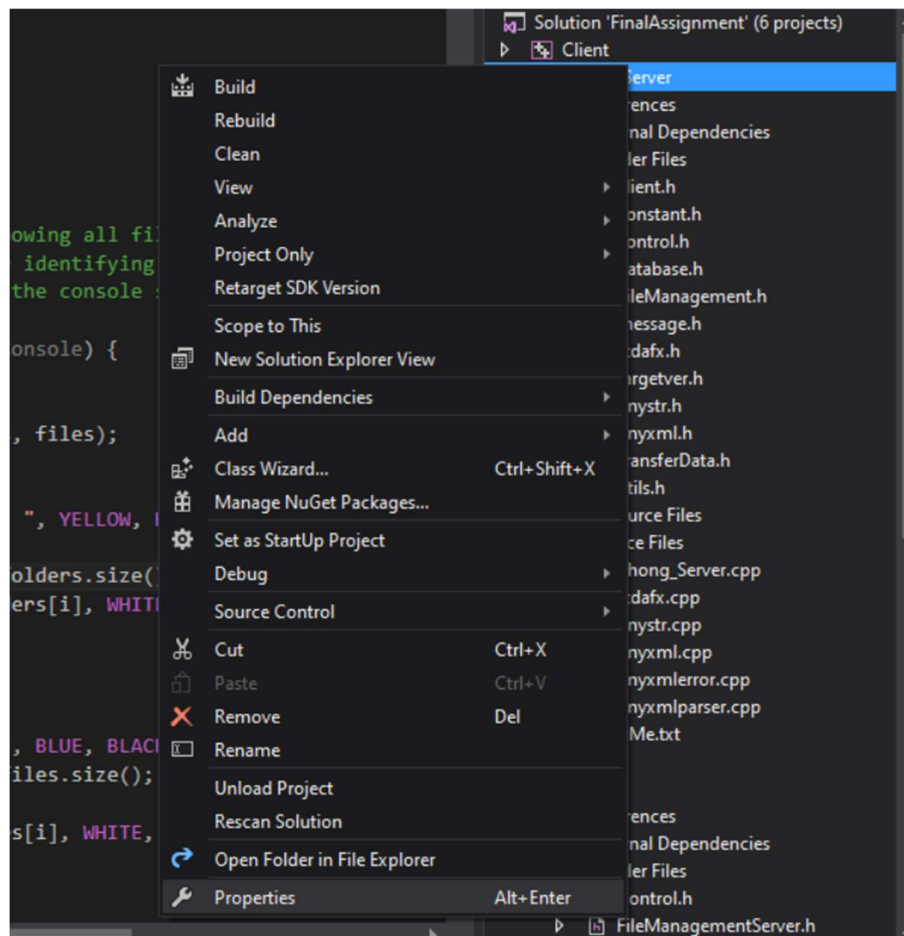 Solution 'FinalAssignment' (6 projects)
Client
Server
Build
rences
Rebuild
nal Dependencies
Clean
ler Files
View
lient.h
Analyze
onstant.h
Project Only
ontrol.h
Retarget SDK Version
atabase.h
ileManagement.h
Scope to This
essage.h
New Solution Explorer View
dafx.h
Build Dependencies
rgetver.h
nystr.h
Add
nyxml.h
Class Wizard... Ctrl+Shift+X
ransferData.h
Manage NuGet Packages...
tils.h
urce Files
Set as StartUp Project
ce Files
Debug
hong_Server.cpp
dafx.cpp
Source Control
nystr.cpp
Cut Ctrl+X
nyxml.cpp
Paste Ctrl+V
nyxmlerror.cpp
Remove Del
nyxmlparser.cpp
Rename
Me.txt
Unload Project
Rescan Solution
rences
Open Folder in File Explorer
nal Dependencies
ler Files
Properties Alt+Enter
ontrol.h
FileManagementServer.h
owing all fi
identifying
the console
onsole) {
, files);
", YELLOW,
olders.size()
ers[i], WHIT
, BLUE, BLAC
iles.size();
s[i], WHITE,